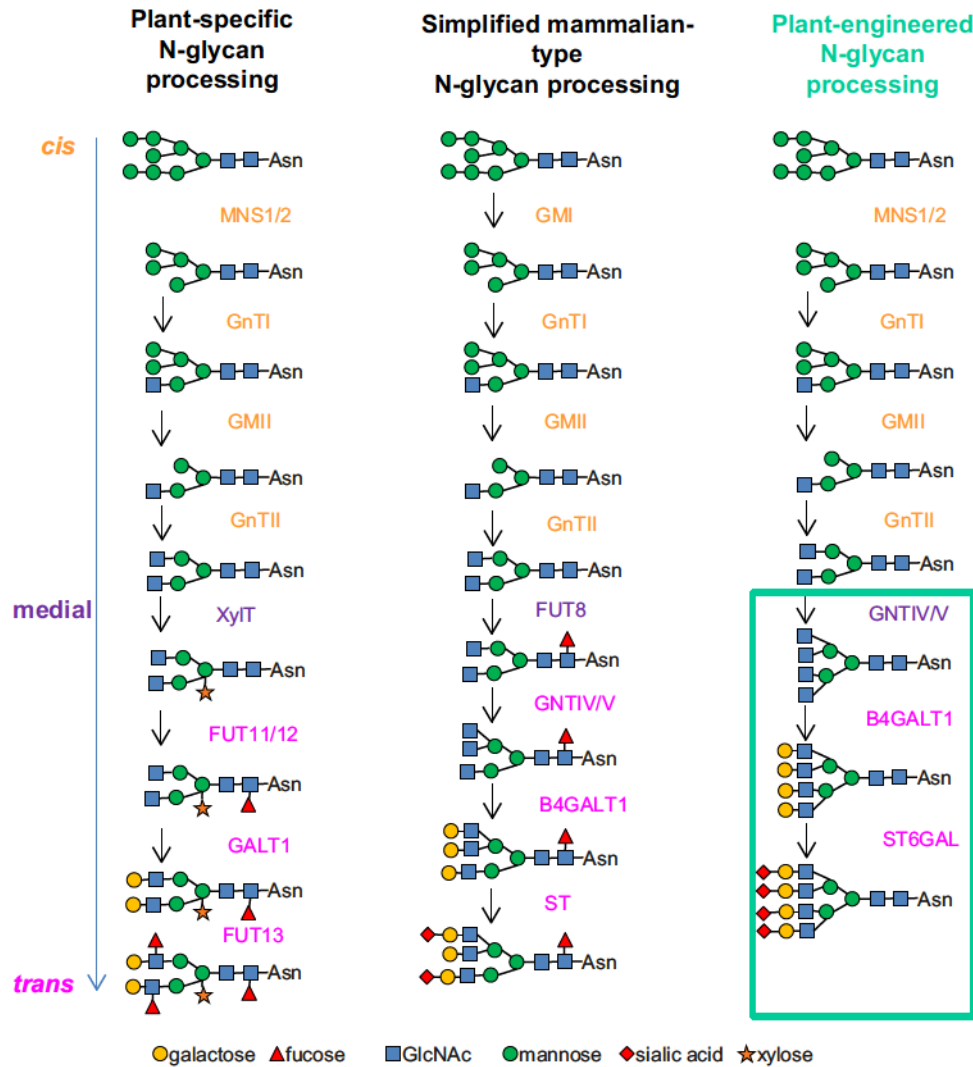 Plant-specific
N-glycan
processing
Simplified mammalian-
type
N-glycan processing
Plant-engineered
N-glycan
processing
cis
Asn
Asn
Asn
MNS1/2
GMI
MNS1/2
Asn
Asn
Asn
GnTI
GnTI
GnTI
Asn
Asn
Asn
GMII
GMII
GMII
Asn
Asn
Asn
GnTII
GnTII
GnTII
Asn
Asn
Asn
medial
XylT
FUT8
GNTIV/V
Asn
Asn
Asn
FUT11/12
GNTIV/V
B4GALT1
Asn
Asn
Asn
GALT1
B4GALT1
ST6GAL
Asn
Asn
Asn
FUT13
ST
trans
Asn
Asn
galactose fucose GlcNAc mannose sialic acid xylose